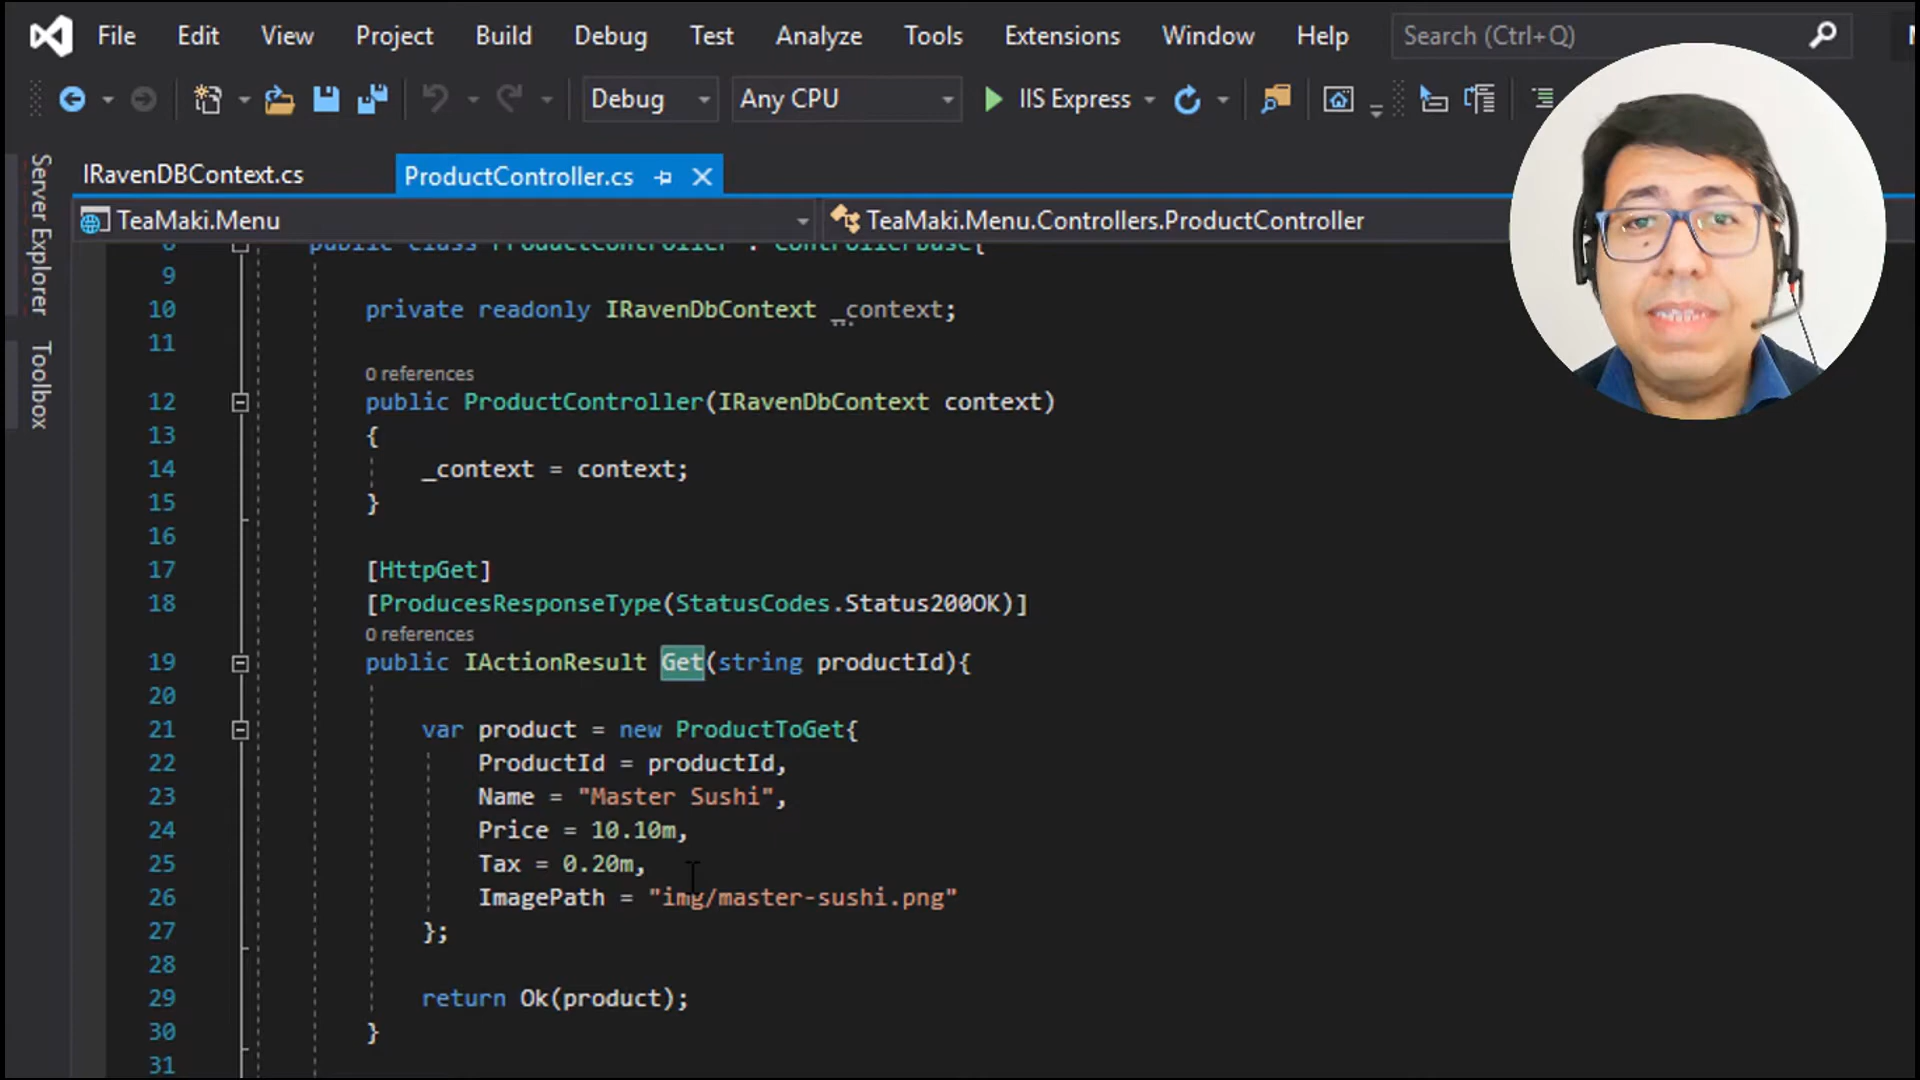 File Edit View Project Build Debug Test Analyze Tools Extensions Window Help Search (Ctrl+Q)
Debug Any CPU IIS Express
Server Explorer
Toolbox
IRavenDBContext.cs ProductController.cs
TeaMaki.Menu TeaMaki.Menu.Controllers.ProductController
8 public class ProductController : ControllerBase{
9
10 private readonly IRavenDbContext _context;
11
0 references
12 public ProductController(IRavenDbContext context)
13 {
14 _context = context;
15 }
16
17 [HttpGet]
18 [ProducesResponseType(StatusCodes.Status200OK)]
0 references
19 public IActionResult Get(string productId){
20
21 var product = new ProductToGet{
22 ProductId = productId,
23 Name = "Master Sushi",
24 Price = 10.10m,
25 Tax = 0.20m,
26 ImagePath = "img/master-sushi.png"
27 };
28
29 return Ok(product);
30 }
31